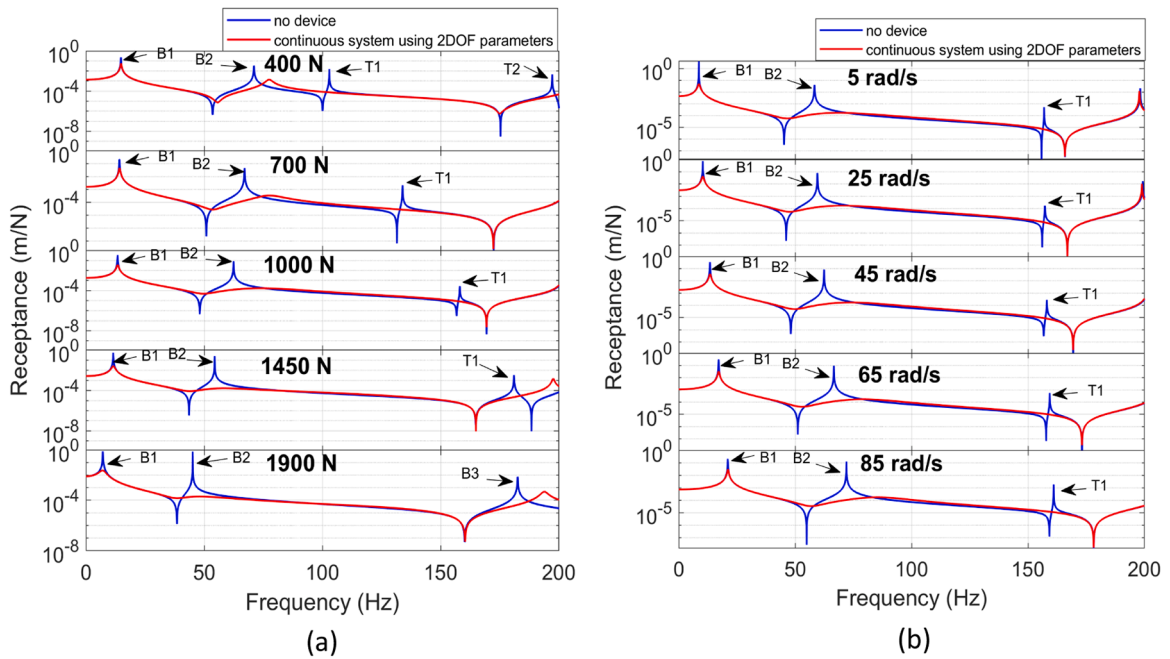 no device
continuous system using 2DOF parameters
10^0
10^-4
10^-8
B1
B2
400 N
T1
T2
10^0
10^-4
B1
B2
700 N
T1
10^0
10^-4
10^-8
B1
B2
1000 N
T1
10^0
10^-4
10^-8
B1
B2
1450 N
T1
10^0
10^-4
10^-8
B1
B2
1900 N
B3
0
50
100
150
200
Receptance (m/N)
Frequency (Hz)
(a)
no device
continuous system using 2DOF parameters
10^0
10^-5
B1
B2
5 rad/s
T1
10^0
10^-5
B1
B2
25 rad/s
T1
10^0
10^-5
B1
B2
45 rad/s
T1
10^0
10^-5
B1
B2
65 rad/s
T1
10^0
10^-5
B1
B2
85 rad/s
T1
0
50
100
150
200
Receptance (m/N)
Frequency (Hz)
(b)